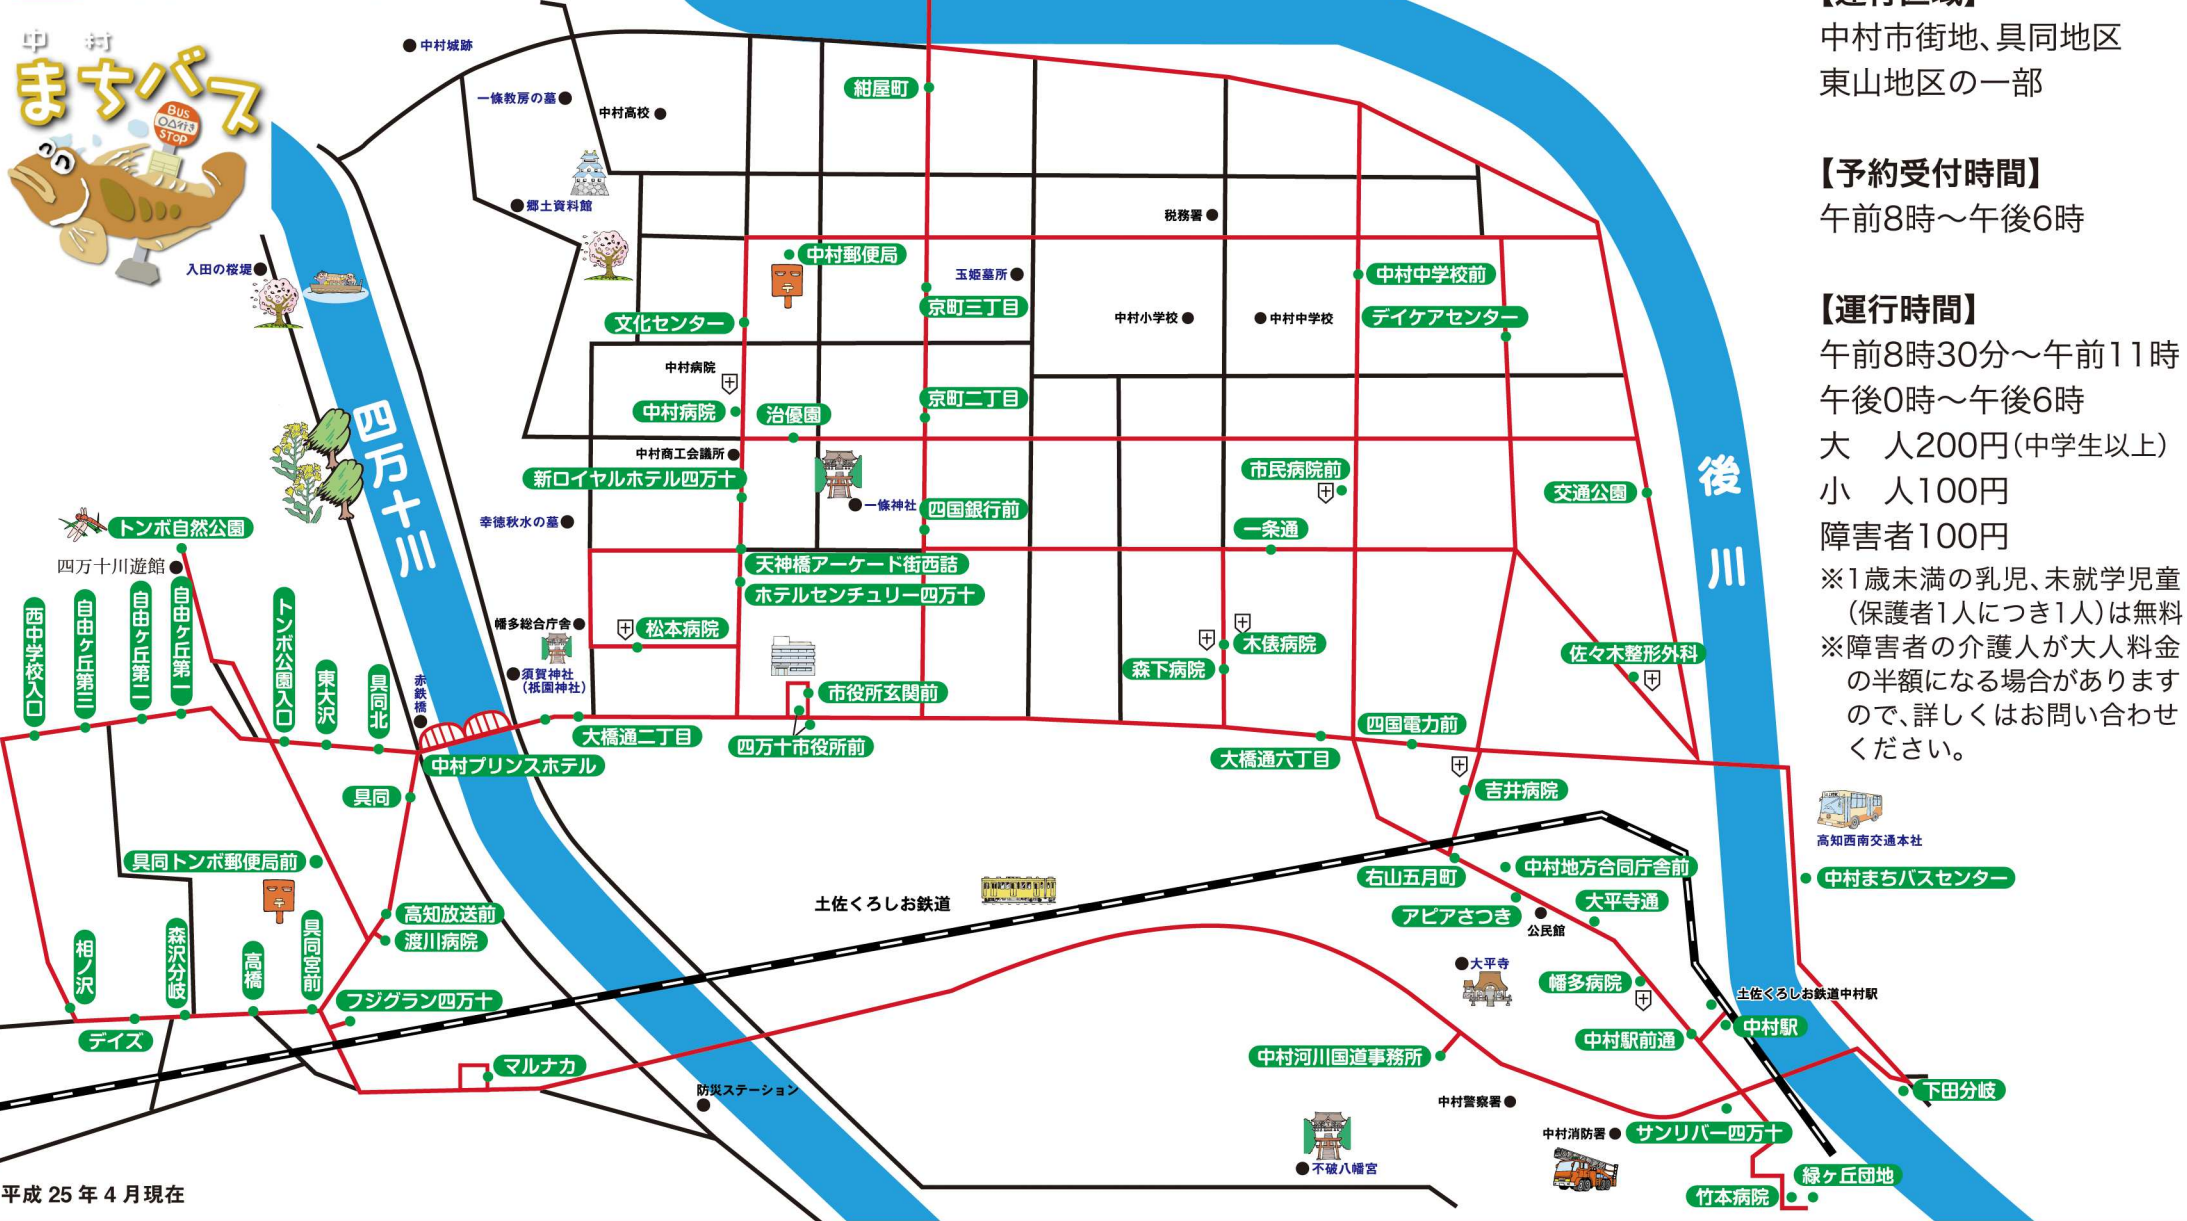 中村
まちバス
BUS
○△行き
STOP
中村城跡
一條教房の墓
中村高校
紺屋町
郷土資料館
税務署
入田の桜堤
中村郵便局
玉姫墓所
中村中学校前
京町三丁目
文化センター
中村小学校
中村中学校
デイケアセンター
中村病院
中村病院
治優園
京町二丁目
四万十川
中村商工会議所
新ロイヤルホテル四万十
市民病院前
後川
交通公園
一條神社
四国銀行前
幸徳秋水の墓
一条通
トンボ自然公園
四万十川遊館
天神橋アーケード街西詰
ホテルセンチュリー四万十
西中学校入口
自由ヶ丘第三
自由ヶ丘第二
自由ヶ丘第一
トンボ公園入口
東大沢
具同北
赤鉄橋
幡多総合庁舎
松本病院
木俵病院
佐々木整形外科
須賀神社
(祇園神社)
森下病院
市役所玄関前
大橋通二丁目
四万十市役所前
四国電力前
大橋通六丁目
中村プリンスホテル
具同
吉井病院
具同トンボ郵便局前
右山五月町
中村地方合同庁舎前
土佐くろしお鉄道
アピアさつき
大平寺通
公民館
高知放送前
渡川病院
相ノ沢
森沢分岐
高橋
具同宮前
大平寺
幡多病院
フジグラン四万十
土佐くろしお鉄道中村駅
中村駅
デイズ
中村駅前通
マルナカ
中村河川国道事務所
防災ステーション
中村警察署
下田分岐
中村消防署
サンリバー四万十
不破八幡宮
緑ヶ丘団地
竹本病院
平成25年4月現在
【運行区域】
中村市街地、具同地区
東山地区の一部
【予約受付時間】
午前8時〜午後6時
【運行時間】
午前8時30分〜午前11時
午後0時〜午後6時
大　人200円(中学生以上)
小　人100円
障害者100円
※1歳未満の乳児、未就学児童
(保護者1人につき1人)は無料
※障害者の介護人が大人料金
の半額になる場合があります
ので、詳しくはお問い合わせ
ください。
高知西南交通本社
中村まちバスセンター